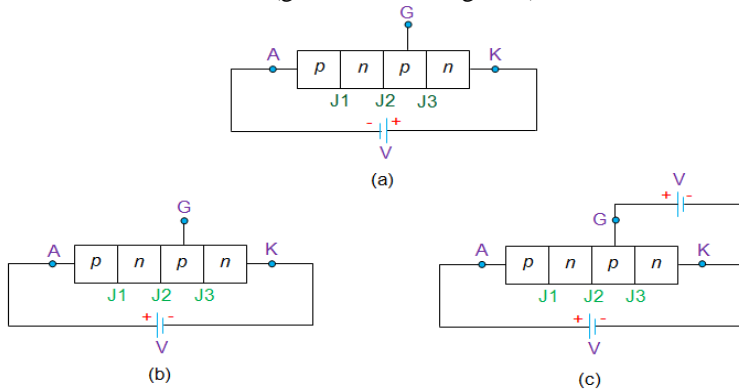 G
A
K
p n p n
J1 J2 J3
- +
V
(a)
G
A
K
p n p n
J1 J2 J3
+ -
V
(b)
V
+ -
G
A
K
p n p n
J1 J2 J3
+ -
V
(c)